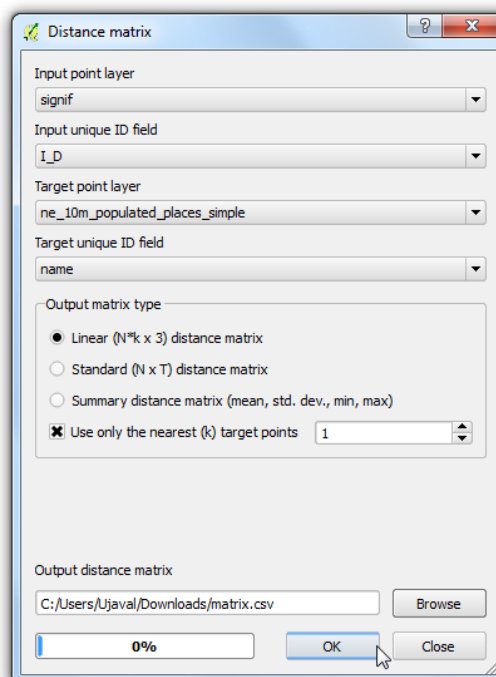 Distance matrix
Input point layer
signif
Input unique ID field
I_D
Target point layer
ne_10m_populated_places_simple
Target unique ID field
name
Output matrix type
Linear (N*k x 3) distance matrix
Standard (N x T) distance matrix
Summary distance matrix (mean, std. dev., min, max)
Use only the nearest (k) target points 1
Output distance matrix
C:/Users/Ujaval/Downloads/matrix.csv Browse
0% OK Close